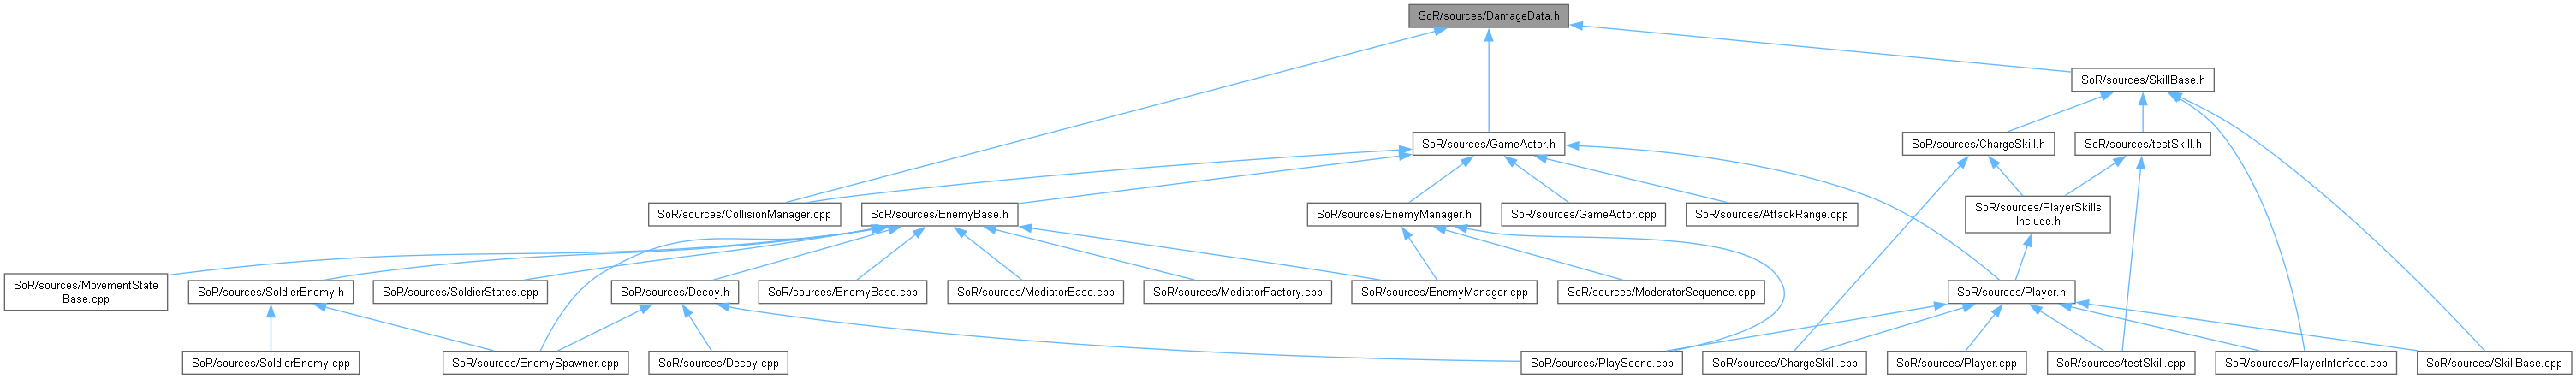 SoR/sources/DamageData.h
SoR/sources/SkillBase.h
SoR/sources/GameActor.h
SoR/sources/ChargeSkill.h
SoR/sources/testSkill.h
SoR/sources/CollisionManager.cpp
SoR/sources/EnemyBase.h
SoR/sources/EnemyManager.h
SoR/sources/GameActor.cpp
SoR/sources/AttackRange.cpp
SoR/sources/PlayerSkills
Include.h
SoR/sources/MovementState
Base.cpp
SoR/sources/SoldierEnemy.h
SoR/sources/SoldierStates.cpp
SoR/sources/Decoy.h
SoR/sources/EnemyBase.cpp
SoR/sources/MediatorBase.cpp
SoR/sources/MediatorFactory.cpp
SoR/sources/EnemyManager.cpp
SoR/sources/ModeratorSequence.cpp
SoR/sources/Player.h
SoR/sources/SoldierEnemy.cpp
SoR/sources/EnemySpawner.cpp
SoR/sources/Decoy.cpp
SoR/sources/PlayScene.cpp
SoR/sources/ChargeSkill.cpp
SoR/sources/Player.cpp
SoR/sources/testSkill.cpp
SoR/sources/PlayerInterface.cpp
SoR/sources/SkillBase.cpp